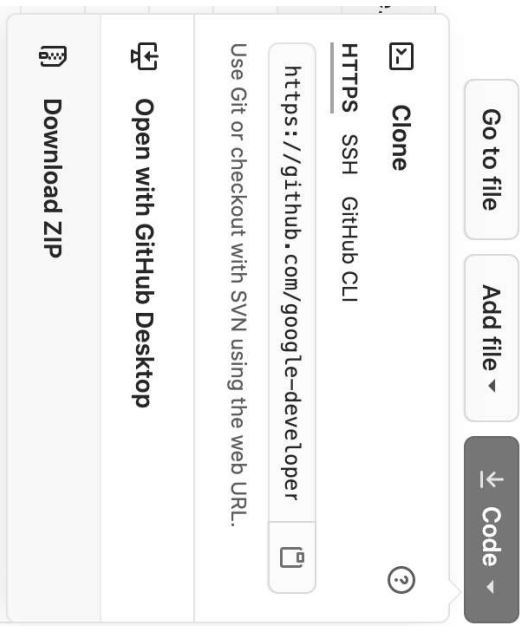 Go to file Add file Code
Clone
HTTPS SSH GitHub CLI
https://github.com/google-developer
Use Git or checkout with SVN using the web URL.
Open with GitHub Desktop
Download ZIP